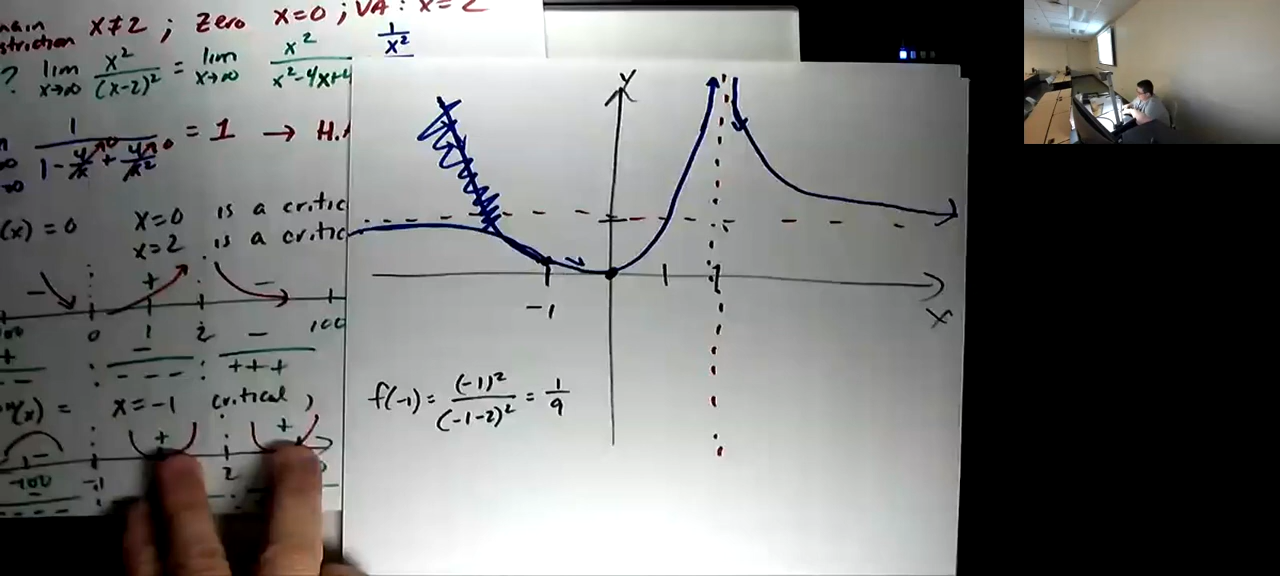 x≠2 ; zero x=0 ; VA: x=2
? lim x→∞ x²/(x-2)² = lim x→∞ x²/x²-4x+4
1/x²
1/(1-4/x+4/x²) = 1 → H.A
(x)=0 x=0 is a critic
x=2 is a critic
- + -
0 1 2 100
+ - -
--- --- +++
"(x) = x=-1 critical )
- + +
-100 -1 2
Y
-1 1 2
X
f(-1) = (-1)²/(-1-2)² = 1/9